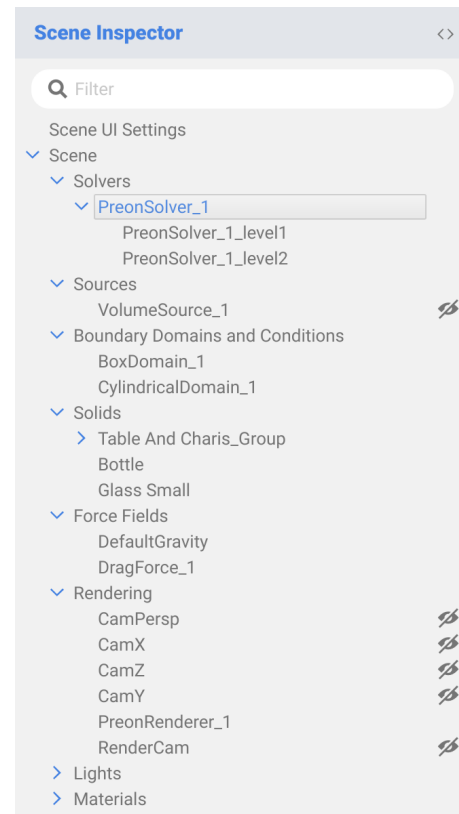 Scene Inspector
Filter
Scene UI Settings
Scene
Solvers
PreonSolver_1
PreonSolver_1_level1
PreonSolver_1_level2
Sources
VolumeSource_1
Boundary Domains and Conditions
BoxDomain_1
CylindricalDomain_1
Solids
Table And Charis_Group
Bottle
Glass Small
Force Fields
DefaultGravity
DragForce_1
Rendering
CamPersp
CamX
CamZ
CamY
PreonRenderer_1
RenderCam
Lights
Materials